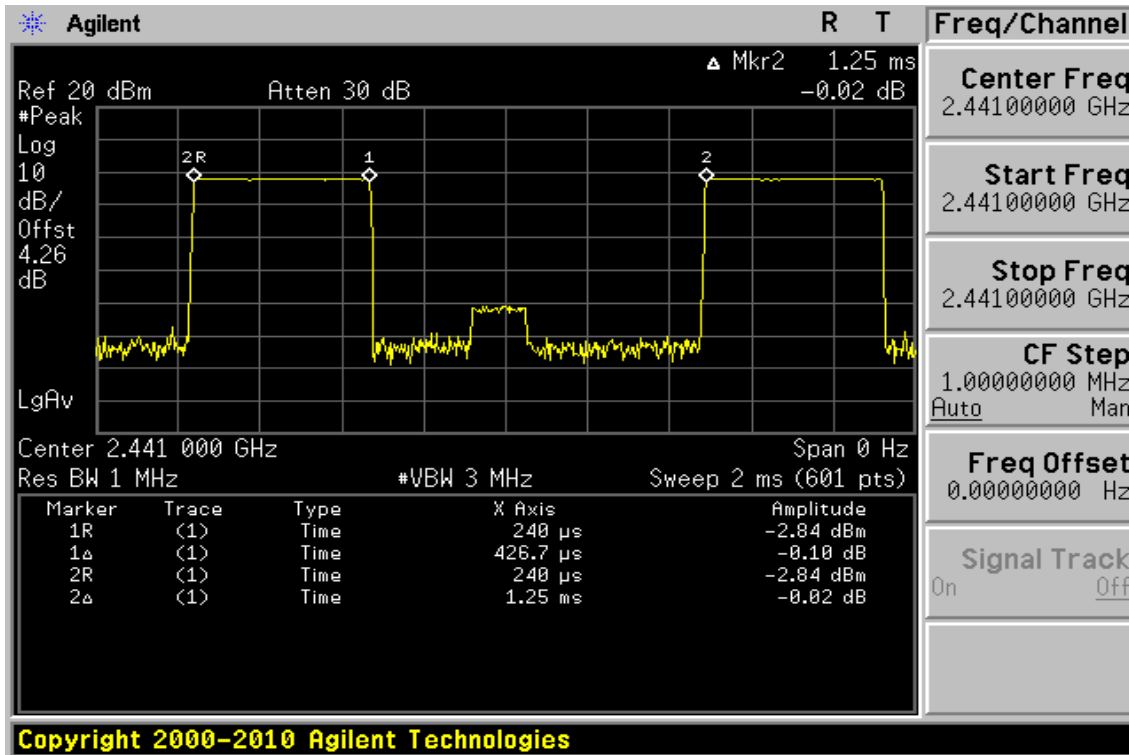 Agilent R T
Freq/Channel
Δ Mkr2 1.25 ms
Ref 20 dBm Atten 30 dB -0.02 dB
#Peak
Log
10
dB/
Offst
4.26
dB
LgAv
2R 1 2
Center 2.441 000 GHz Span 0 Hz
Res BW 1 MHz #VBW 3 MHz Sweep 2 ms (601 pts)
Marker Trace Type X Axis Amplitude
1R (1) Time 240 µs -2.84 dBm
1Δ (1) Time 426.7 µs -0.10 dB
2R (1) Time 240 µs -2.84 dBm
2Δ (1) Time 1.25 ms -0.02 dB
Center Freq
2.44100000 GHz
Start Freq
2.44100000 GHz
Stop Freq
2.44100000 GHz
CF Step
1.00000000 MHz
Auto Man
Freq Offset
0.00000000 Hz
Signal Track
On Off
Copyright 2000-2010 Agilent Technologies